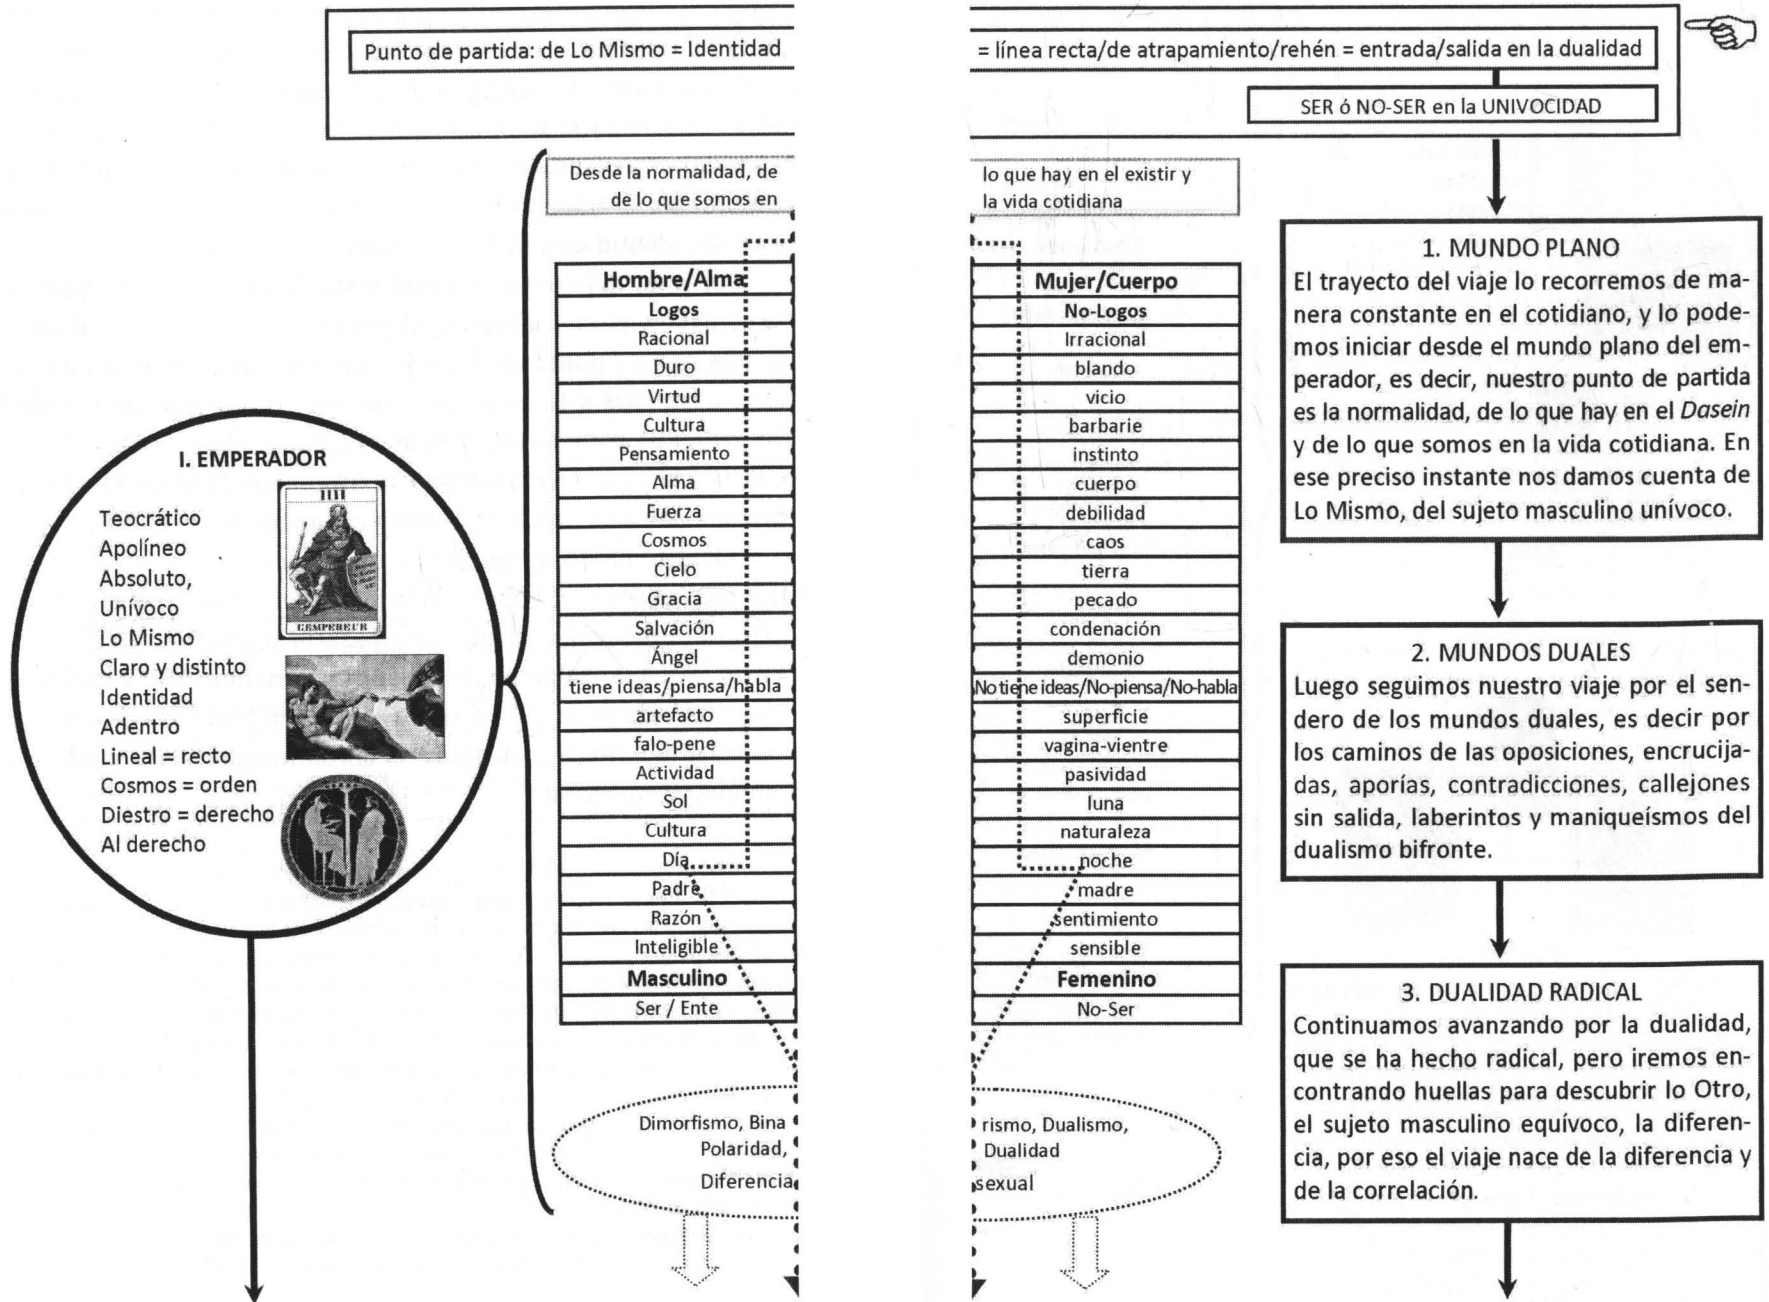 Punto de partida: de Lo Mismo = Identidad
= línea recta/de atrapamiento/rehén = entrada/salida en la dualidad
SER ó NO-SER en la UNIVOCIDAD
Desde la normalidad, de
de lo que somos en
lo que hay en el existir y
la vida cotidiana
I. EMPERADOR
Teocrático
Apolíneo
Absoluto,
Unívoco
Lo Mismo
Claro y distinto
Identidad
Adentro
Lineal = recto
Cosmos = orden
Diestro = derecho
Al derecho
IIII
L'EMPEREUR
Hombre/Alma
Logos
Racional
Duro
Virtud
Cultura
Pensamiento
Alma
Fuerza
Cosmos
Cielo
Gracia
Salvación
Ángel
tiene ideas/piensa/habla
artefacto
falo-pene
Actividad
Sol
Cultura
Día
Padre
Razón
Inteligible
Masculino
Ser / Ente
Mujer/Cuerpo
No-Logos
Irracional
blando
vicio
barbarie
instinto
cuerpo
debilidad
caos
tierra
pecado
condenación
demonio
No tiene ideas/No-piensa/No-habla
superficie
vagina-vientre
pasividad
luna
naturaleza
noche
madre
sentimiento
sensible
Femenino
No-Ser
Dimorfismo, Bina
Polaridad,
Diferencia
rismo, Dualismo,
Dualidad
sexual
1. MUNDO PLANO
El trayecto del viaje lo recorremos de ma-
nera constante en el cotidiano, y lo pode-
mos iniciar desde el mundo plano del em-
perador, es decir, nuestro punto de partida
es la normalidad, de lo que hay en el Dasein
y de lo que somos en la vida cotidiana. En
ese preciso instante nos damos cuenta de
Lo Mismo, del sujeto masculino unívoco.
2. MUNDOS DUALES
Luego seguimos nuestro viaje por el sen-
dero de los mundos duales, es decir por
los caminos de las oposiciones, encrucija-
das, aporías, contradicciones, callejones
sin salida, laberintos y maniqueísmos del
dualismo bifronte.
3. DUALIDAD RADICAL
Continuamos avanzando por la dualidad,
que se ha hecho radical, pero iremos en-
contrando huellas para descubrir lo Otro,
el sujeto masculino equívoco, la diferen-
cia, por eso el viaje nace de la diferencia y
de la correlación.